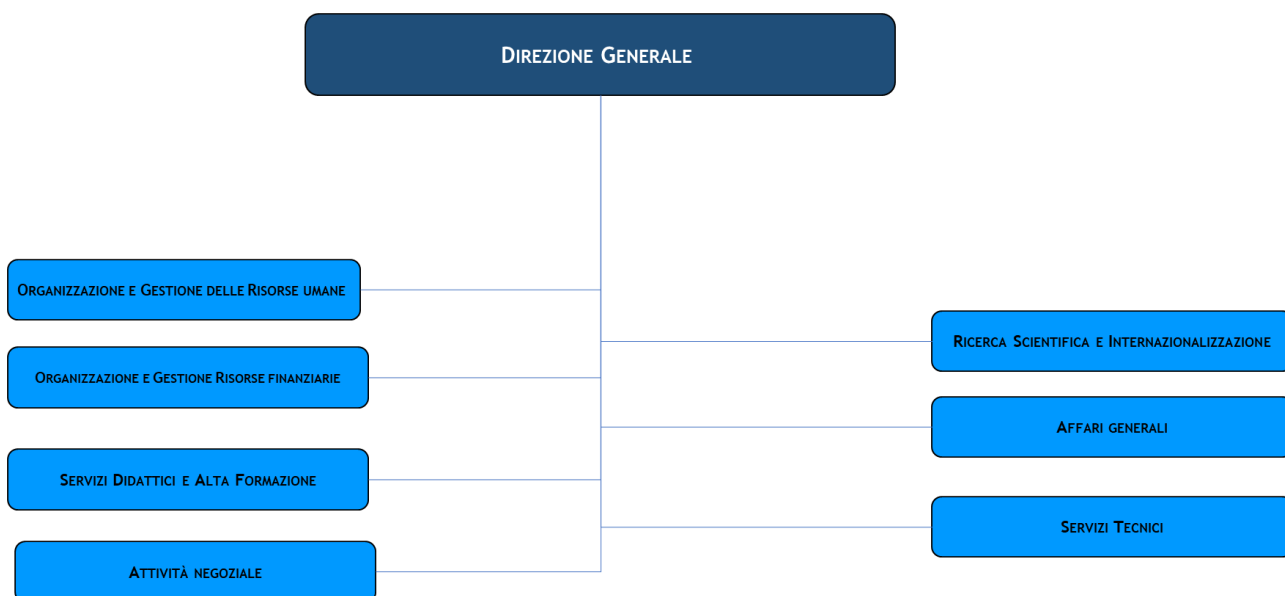 Direzione Generale
Organizzazione e Gestione delle Risorse umane
Organizzazione e Gestione Risorse finanziarie
Servizi Didattici e Alta Formazione
Attività negoziale
Ricerca Scientifica e Internazionalizzazione
Affari generali
Servizi Tecnici